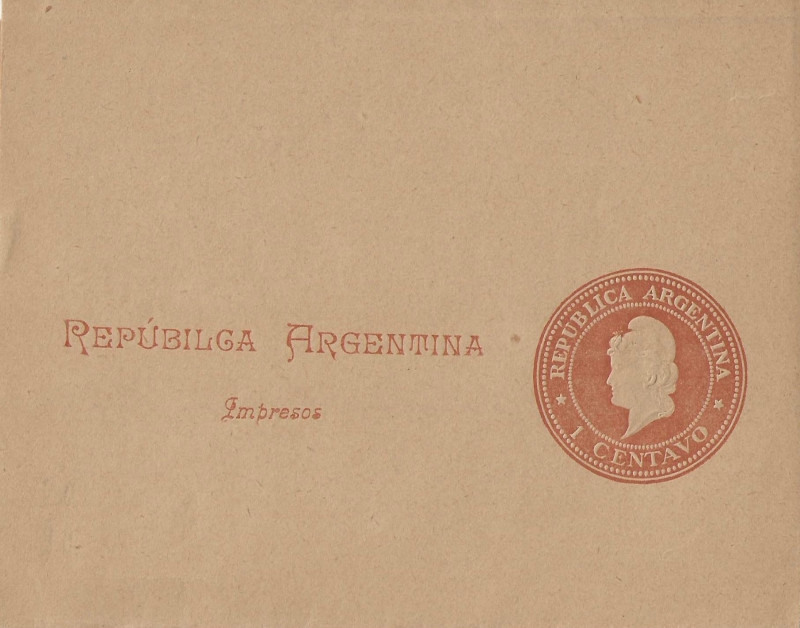 REPÚBILCA ARGENTINA
Impresos
REPUBLICA ARGENTINA
1 CENTAVO